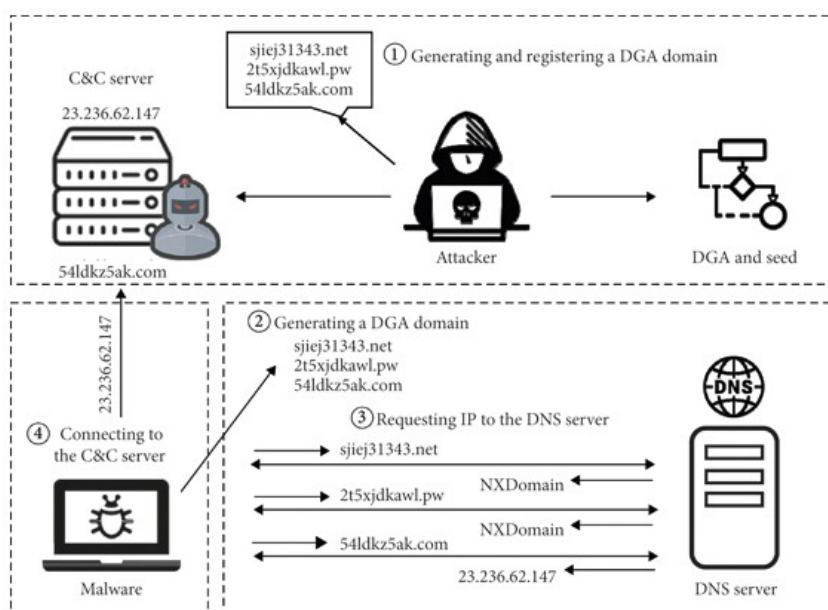 sjiej31343.net
2t5xjdkawl.pw
54ldkz5ak.com
1 Generating and registering a DGA domain
C&C server
23.236.62.147
54ldkz5ak.com
Attacker
DGA and seed
23.236.62.147
2 Generating a DGA domain
sjiej31343.net
2t5xjdkawl.pw
54ldkz5ak.com
DNS
3 Requesting IP to the DNS server
sjiej31343.net
NXDomain
2t5xjdkawl.pw
NXDomain
54ldkz5ak.com
23.236.62.147
DNS server
4 Connecting to
the C&C server
Malware